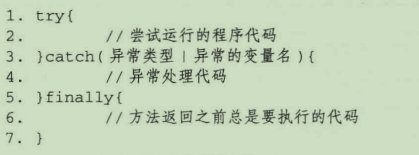 1. try{
2. //尝试运行的程序代码
3. }catch(异常类型|异常的变量名){
4. //异常处理代码
5. }finally{
6. //方法返回之前总是要执行的代码
7. }